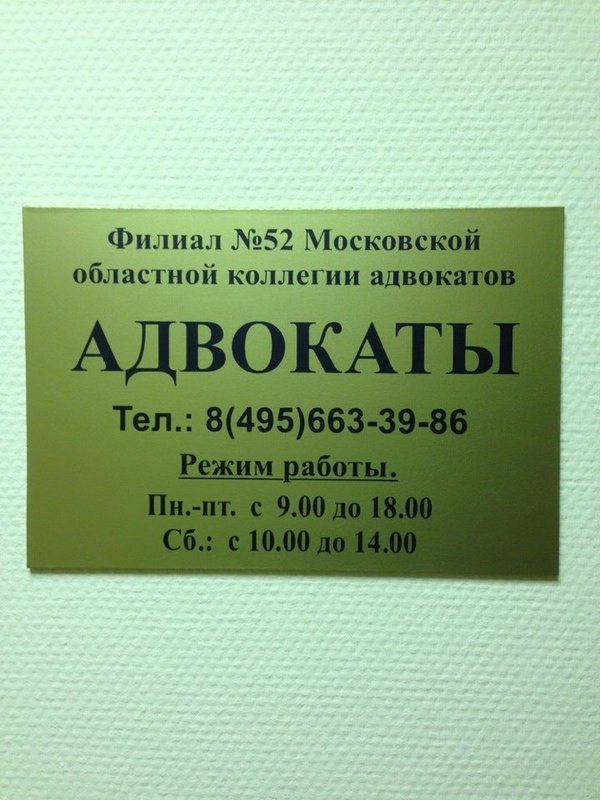 Филиал №52 Московской
областной коллегии адвокатов
АДВОКАТЫ
Тел.: 8(495)663-39-86
Режим работы.
Пн.-пт. с 9.00 до 18.00
Сб.: с 10.00 до 14.00